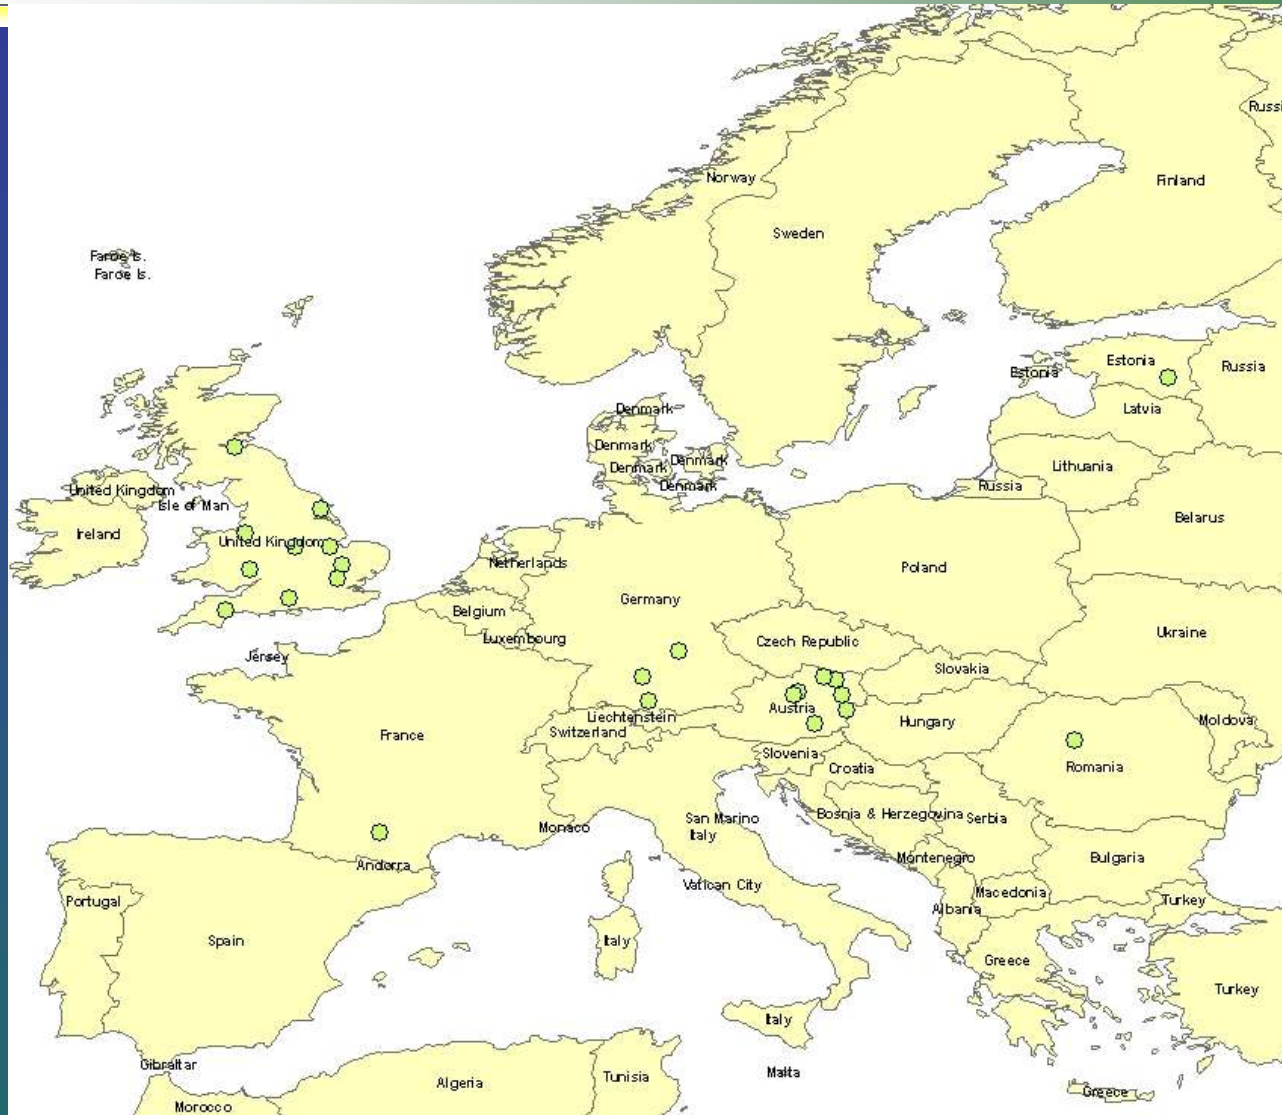 Russi
Norway
Finland
Sweden
Faroe Is.
Faroe Is.
Estonia
Estonia
Russia
Denmark
Latvia
Denmark
Denmark
Denmark
Lithuania
Denmark
Russia
United Kingdom
Isle of Man
Belarus
Ireland
United Kingdom
Netherlands
Poland
Germany
Belgium
Ukraine
Luxembourg
Czech Republic
Jersey
Slovakia
Austria
Liechtenstein
Hungary
Moldova
Switzerland
France
Slovenia
Croatia
Romania
Bosnia & Herzegovina
San Marino
Serbia
Monaco
Italy
Andorra
Montenegro
Bulgaria
Vatican City
Macedonia
Portugal
Albania
Turkey
Spain
Italy
Greece
Turkey
Italy
Gibraltar
Malta
Algeria
Tunisia
Greece
Morocco